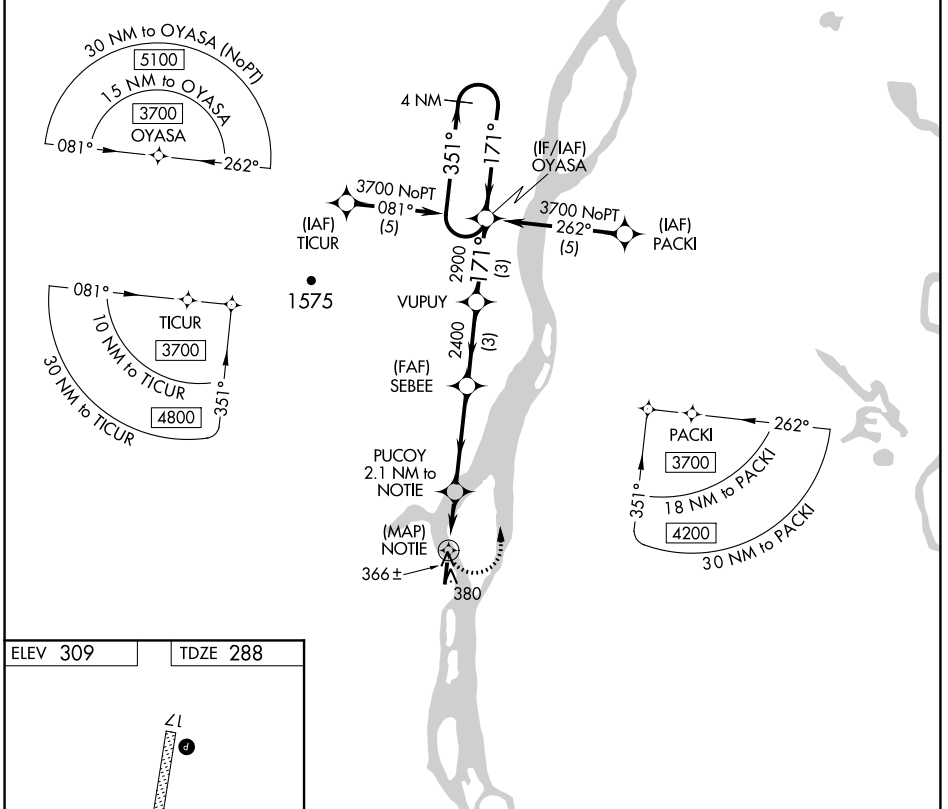 30 NM to OYASA (NoPT)
5100
15 NM to OYASA
3700
OYASA
081°
262°
4 NM
351°
171°
(IF/IAF)
OYASA
3700 NoPT
081°
(5)
(IAF)
TICUR
3700 NoPT
262°
(5)
(IAF)
PACKI
1575
2900
171°
(3)
VUPUY
2400
(3)
(FAF)
SEBEE
PUCOY
2.1 NM to
NOTIE
(MAP)
NOTIE
366±
380
081°
TICUR
3700
10 NM to TICUR
4800
30 NM to TICUR
351°
PACKI
262°
3700
18 NM to PACKI
4200
30 NM to PACKI
351°
ELEV 309
TDZE 288
17
P